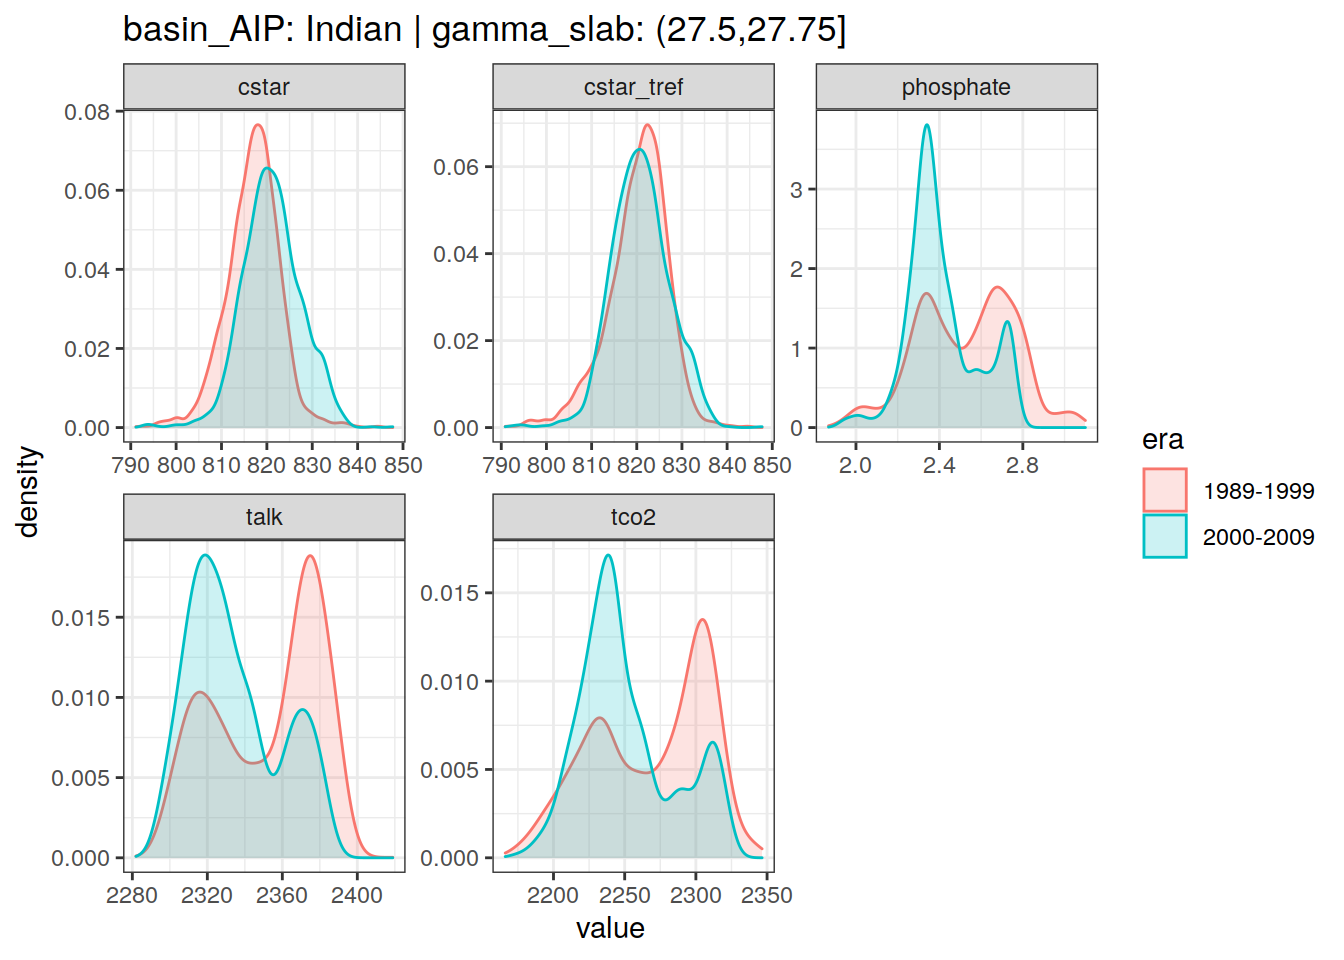 basin_AIP: Indian | gamma_slab: (27.5,27.75]
cstar
cstar_tref
phosphate
0.08
0.06
0.04
0.02
0.00
0.06
0.04
0.02
0.00
3
2
1
0
790 800 810 820 830 840 850
790 800 810 820 830 840 850
2.0 2.4 2.8
talk
tco2
0.015
0.010
0.005
0.000
0.015
0.010
0.005
0.000
2280 2320 2360 2400
2200 2250 2300 2350
value
density
era
1989-1999
2000-2009